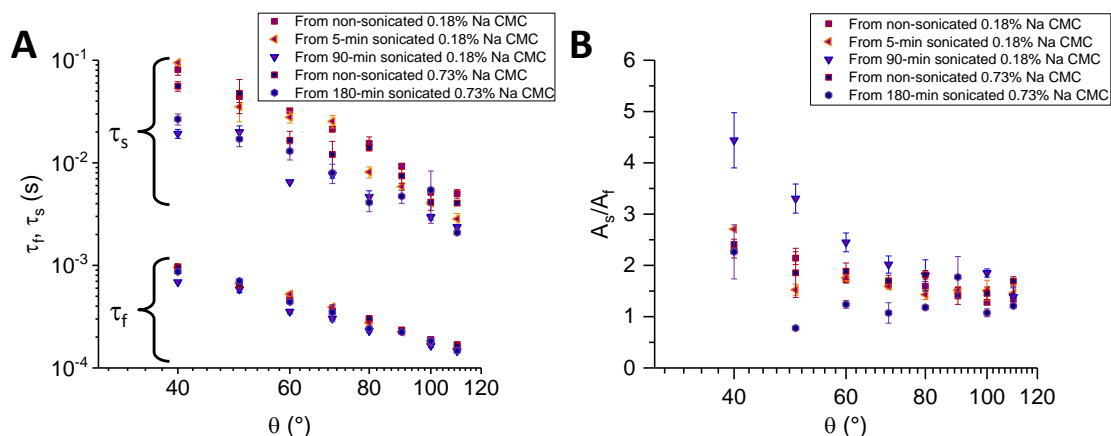 A
From non-sonicated 0.18% Na CMC
From 5-min sonicated 0.18% Na CMC
From 90-min sonicated 0.18% Na CMC
From non-sonicated 0.73% Na CMC
From 180-min sonicated 0.73% Na CMC
10⁻¹
10⁻²
10⁻³
10⁻⁴
τf, τs (s)
τs
τf
40 60 80 100 120
θ (°)
B
From non-sonicated 0.18% Na CMC
From 5-min sonicated 0.18% Na CMC
From 90-min sonicated 0.18% Na CMC
From non-sonicated 0.73% Na CMC
From 180-min sonicated 0.73% Na CMC
6
5
4
3
2
1
0
As/Af
40 60 80 100 120
θ (°)